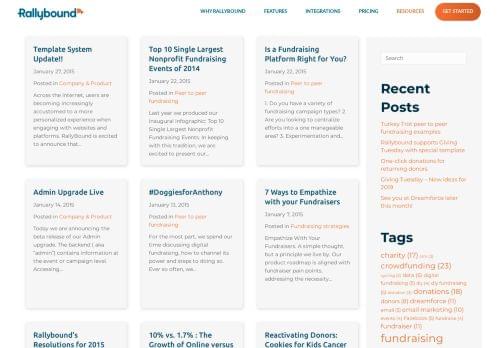 Rallybound
WHY RALLYBOUND
FEATURES
INTEGRATIONS
PRICING
RESOURCES
GET STARTED
Template System
Update!!
January 27, 2015
Posted in Company & Product
Across the Internet, users are
becoming increasingly
accustomed to a more
personalized experience when
engaging with websites and
platforms. RallyBound is excited
to announce that...
Top 10 Single Largest
Nonprofit Fundraising
Events of 2014
January 22, 2015
Posted in Peer to peer
fundraising
Last year we produced our
inaugural Infographic: Top 10
Single Largest Nonprofit
Fundraising Events. In keeping
with this tradition, we are
excited to present our...
Is a Fundraising
Platform Right for You?
January 22, 2015
Posted in Peer to peer
fundraising
1. Do you have a variety of
fundraising campaign types? 2.
Are you looking to centralize
efforts into a one manageable
area? 3. Experimentation and...
Admin Upgrade Live
January 14, 2015
Posted in Company & Product
Today we are announcing the
beta release of our Admin
upgrade. The backend ( aka
"admin") contains information at
the event or campaign level.
Accessing...
#DoggiesforAnthony
January 13, 2015
Posted in Peer to peer
fundraising
For the most part, we spend our
time discussing digital
fundraising, how to channel its
power and steps to doing so.
Ever so often, we...
7 Ways to Empathize
with your Fundraisers
January 7, 2015
Posted in Fundraising strategies
Empathize With Your
Fundraisers. A simple thought,
but a principle we live by. Our
product roadmap is aligned with
fundraiser pain points,
addressing the necessity
of...
Rallybound's
Resolutions for 2015
10% vs. 1.7% : The
Growth of Online versus
Reactivating Donors:
Cookies for Kids Cancer
Search
Recent
Posts
Turkey Trot peer to peer
fundraising examples
Rallybound supports Giving
Tuesday with special template
One-click donations for
returning donors
Giving Tuesday – New ideas for
2019
See you at Dreamforce later
this month!
Tags
charity (17)
crowdfunding (23)
data (5) digital
fundraising (5) diy (4) diy fundraising
(5) donations (18)
donors (8) dreamforce (11)
email (5) email marketing (10)
events (4) Facebook (5) fundraise (4)
fundraiser (11)
fundraising